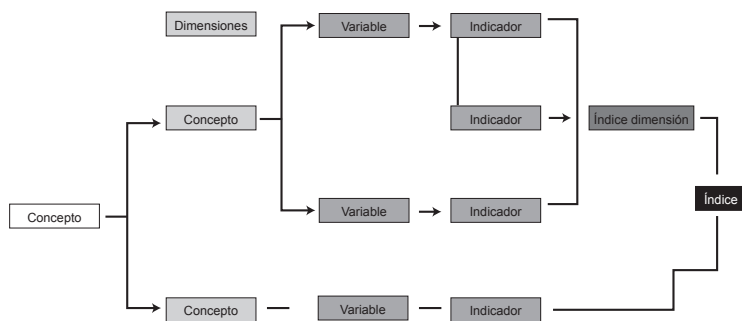 Dimensiones
Variable
Indicador
Concepto
Indicador
Índice dimensión
Concepto
Variable
Indicador
Índice
Concepto
Variable
Indicador